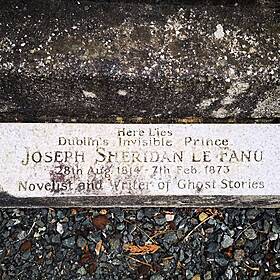 Here Lies
Dublin's Invisible Prince
JOSEPH SHERIDAN LE FANU
28th Aug 1814 - 7th Feb. 1873
Novelist and Writer of Ghost Stories